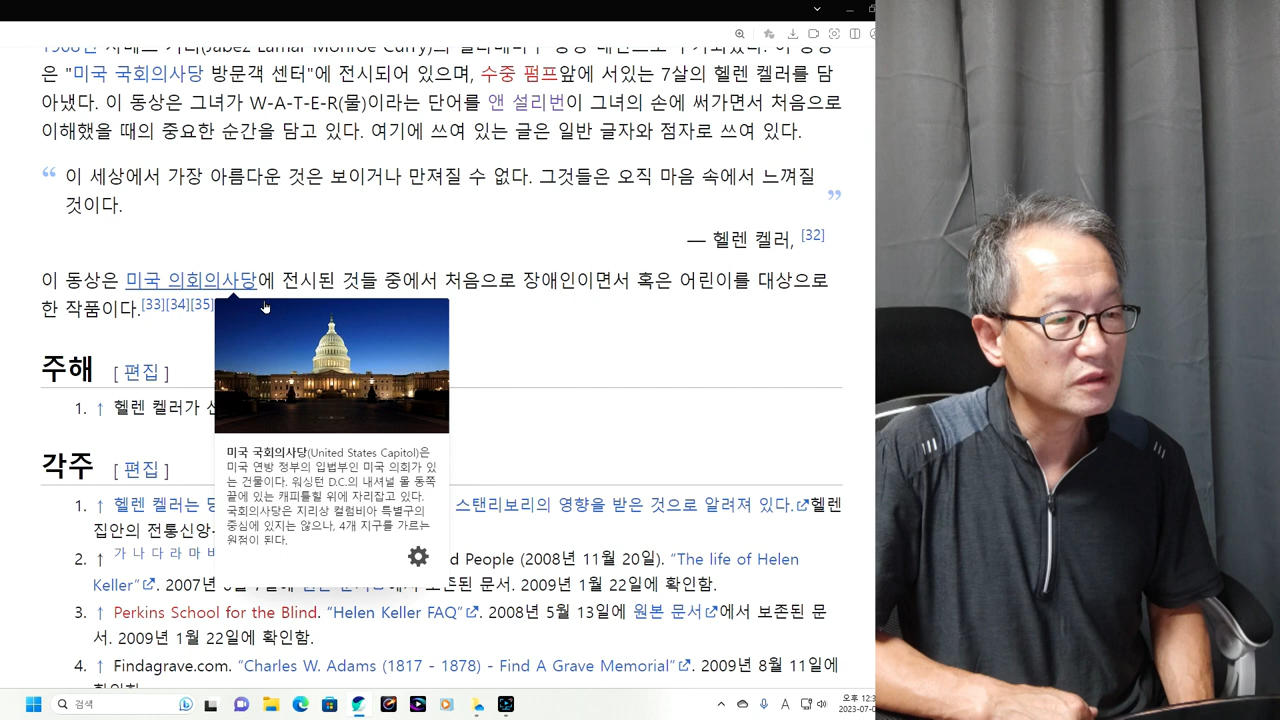 은 "미국 국회의사당 방문객 센터"에 전시되어 있으며, 수중 펌프앞에 서있는 7살의 헬렌 켈러를 담
아냈다. 이 동상은 그녀가 W-A-T-E-R(물)이라는 단어를 앤 설리번이 그녀의 손에 써가면서 처음으로
이해했을 때의 중요한 순간을 담고 있다. 여기에 쓰여 있는 글은 일반 글자와 점자로 쓰여 있다.
“ 이 세상에서 가장 아름다운 것은 보이거나 만져질 수 없다. 그것들은 오직 마음 속에서 느껴질
것이다. ”
— 헬렌 켈러, [32]
이 동상은 미국 의회의사당에 전시된 것들 중에서 처음으로 장애인이면서 혹은 어린이를 대상으로
한 작품이다.[33][34][35]
미국 국회의사당(United States Capitol)은
미국 연방 정부의 입법부인 미국 의회가 있
는 건물이다. 워싱턴 D.C.의 내셔널 몰 동쪽
끝에 있는 캐피틀힐 위에 자리잡고 있다.
국회의사당은 지리상 컬럼비아 특별구의
중심에 있지는 않으나, 4개 지구를 가르는
원점이 된다.
주해 [ 편집 ]
1. ↑ 헬렌 켈러가
각주 [ 편집 ]
1. ↑ 헬렌 켈러는 스탠리보리의 영향을 받은 것으로 알려져 있다. 헬렌
집안의 전통신앙
2. ↑ 가 나 다 라 마 d People (2008년 11월 20일). “The life of Helen
Keller”. 2007년 보존된 문서. 2009년 1월 22일에 확인함.
3. ↑ Perkins School for the Blind. “Helen Keller FAQ”. 2008년 5월 13일에 원본 문서에서 보존된 문
서. 2009년 1월 22일에 확인함.
4. ↑ Findagrave.com. “Charles W. Adams (1817 - 1878) - Find A Grave Memorial”. 2009년 8월 11일에
검색
A
오후 12:3